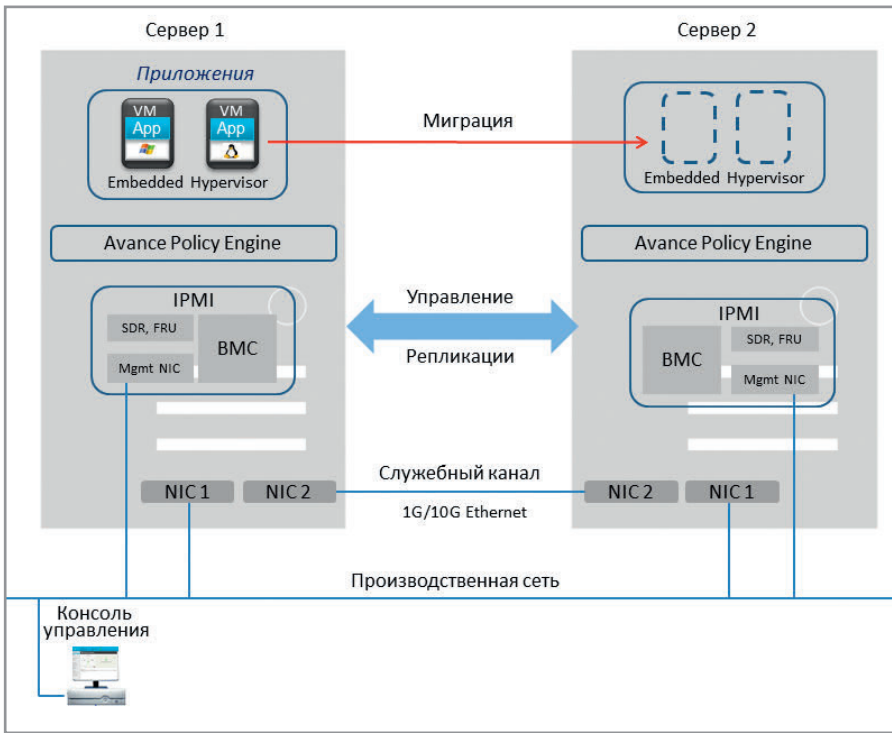 Сервер 1
Сервер 2
Приложения
VM
App
VM
App
Embedded Hypervisor
Миграция
Embedded Hypervisor
Avance Policy Engine
Avance Policy Engine
IPMI
SDR, FRU
BMC
Mgmt NIC
Управление
Репликации
IPMI
BMC
SDR, FRU
Mgmt NIC
NIC 1
NIC 2
Служебный канал
1G/10G Ethernet
NIC 2
NIC 1
Производственная сеть
Консоль
управления